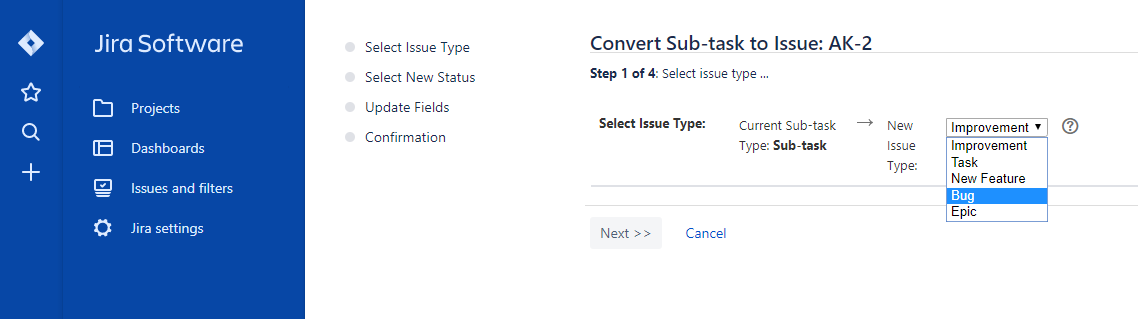 Jira Software
Projects
Dashboards
Issues and filters
Jira settings
Select Issue Type
Select New Status
Update Fields
Confirmation
Convert Sub-task to Issue: AK-2
Step 1 of 4: Select issue type ...
Select Issue Type:
Current Sub-task
Type: Sub-task
→
New
Issue
Type:
Improvement ▼
?
Improvement
Task
New Feature
Bug
Epic
Next >>
Cancel